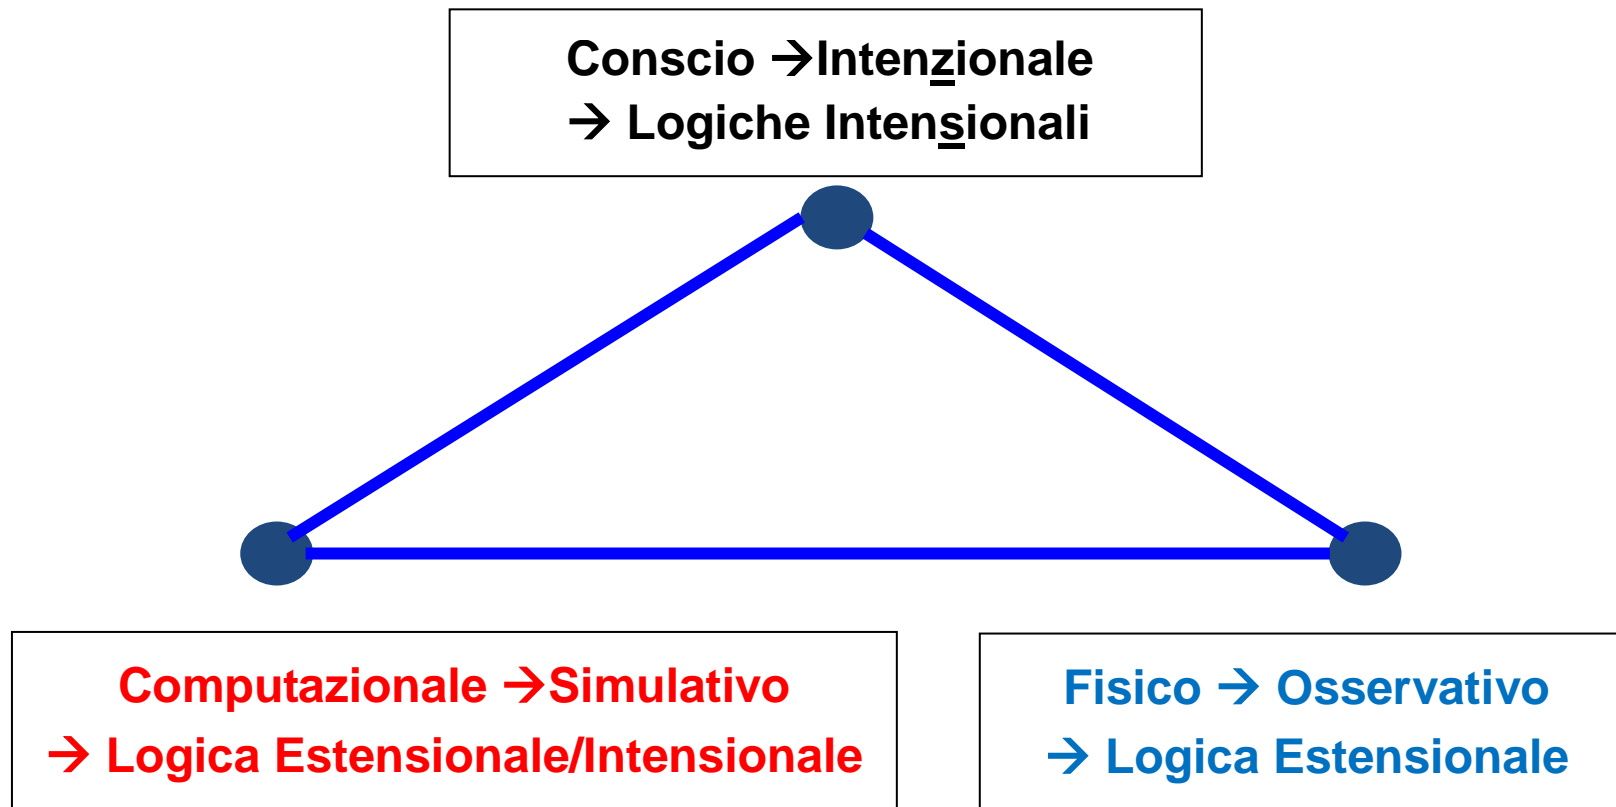 Conscio →Intenzionale
→ Logiche Intensionali
Computazionale →Simulativo
→ Logica Estensionale/Intensionale
Fisico → Osservativo
→ Logica Estensionale